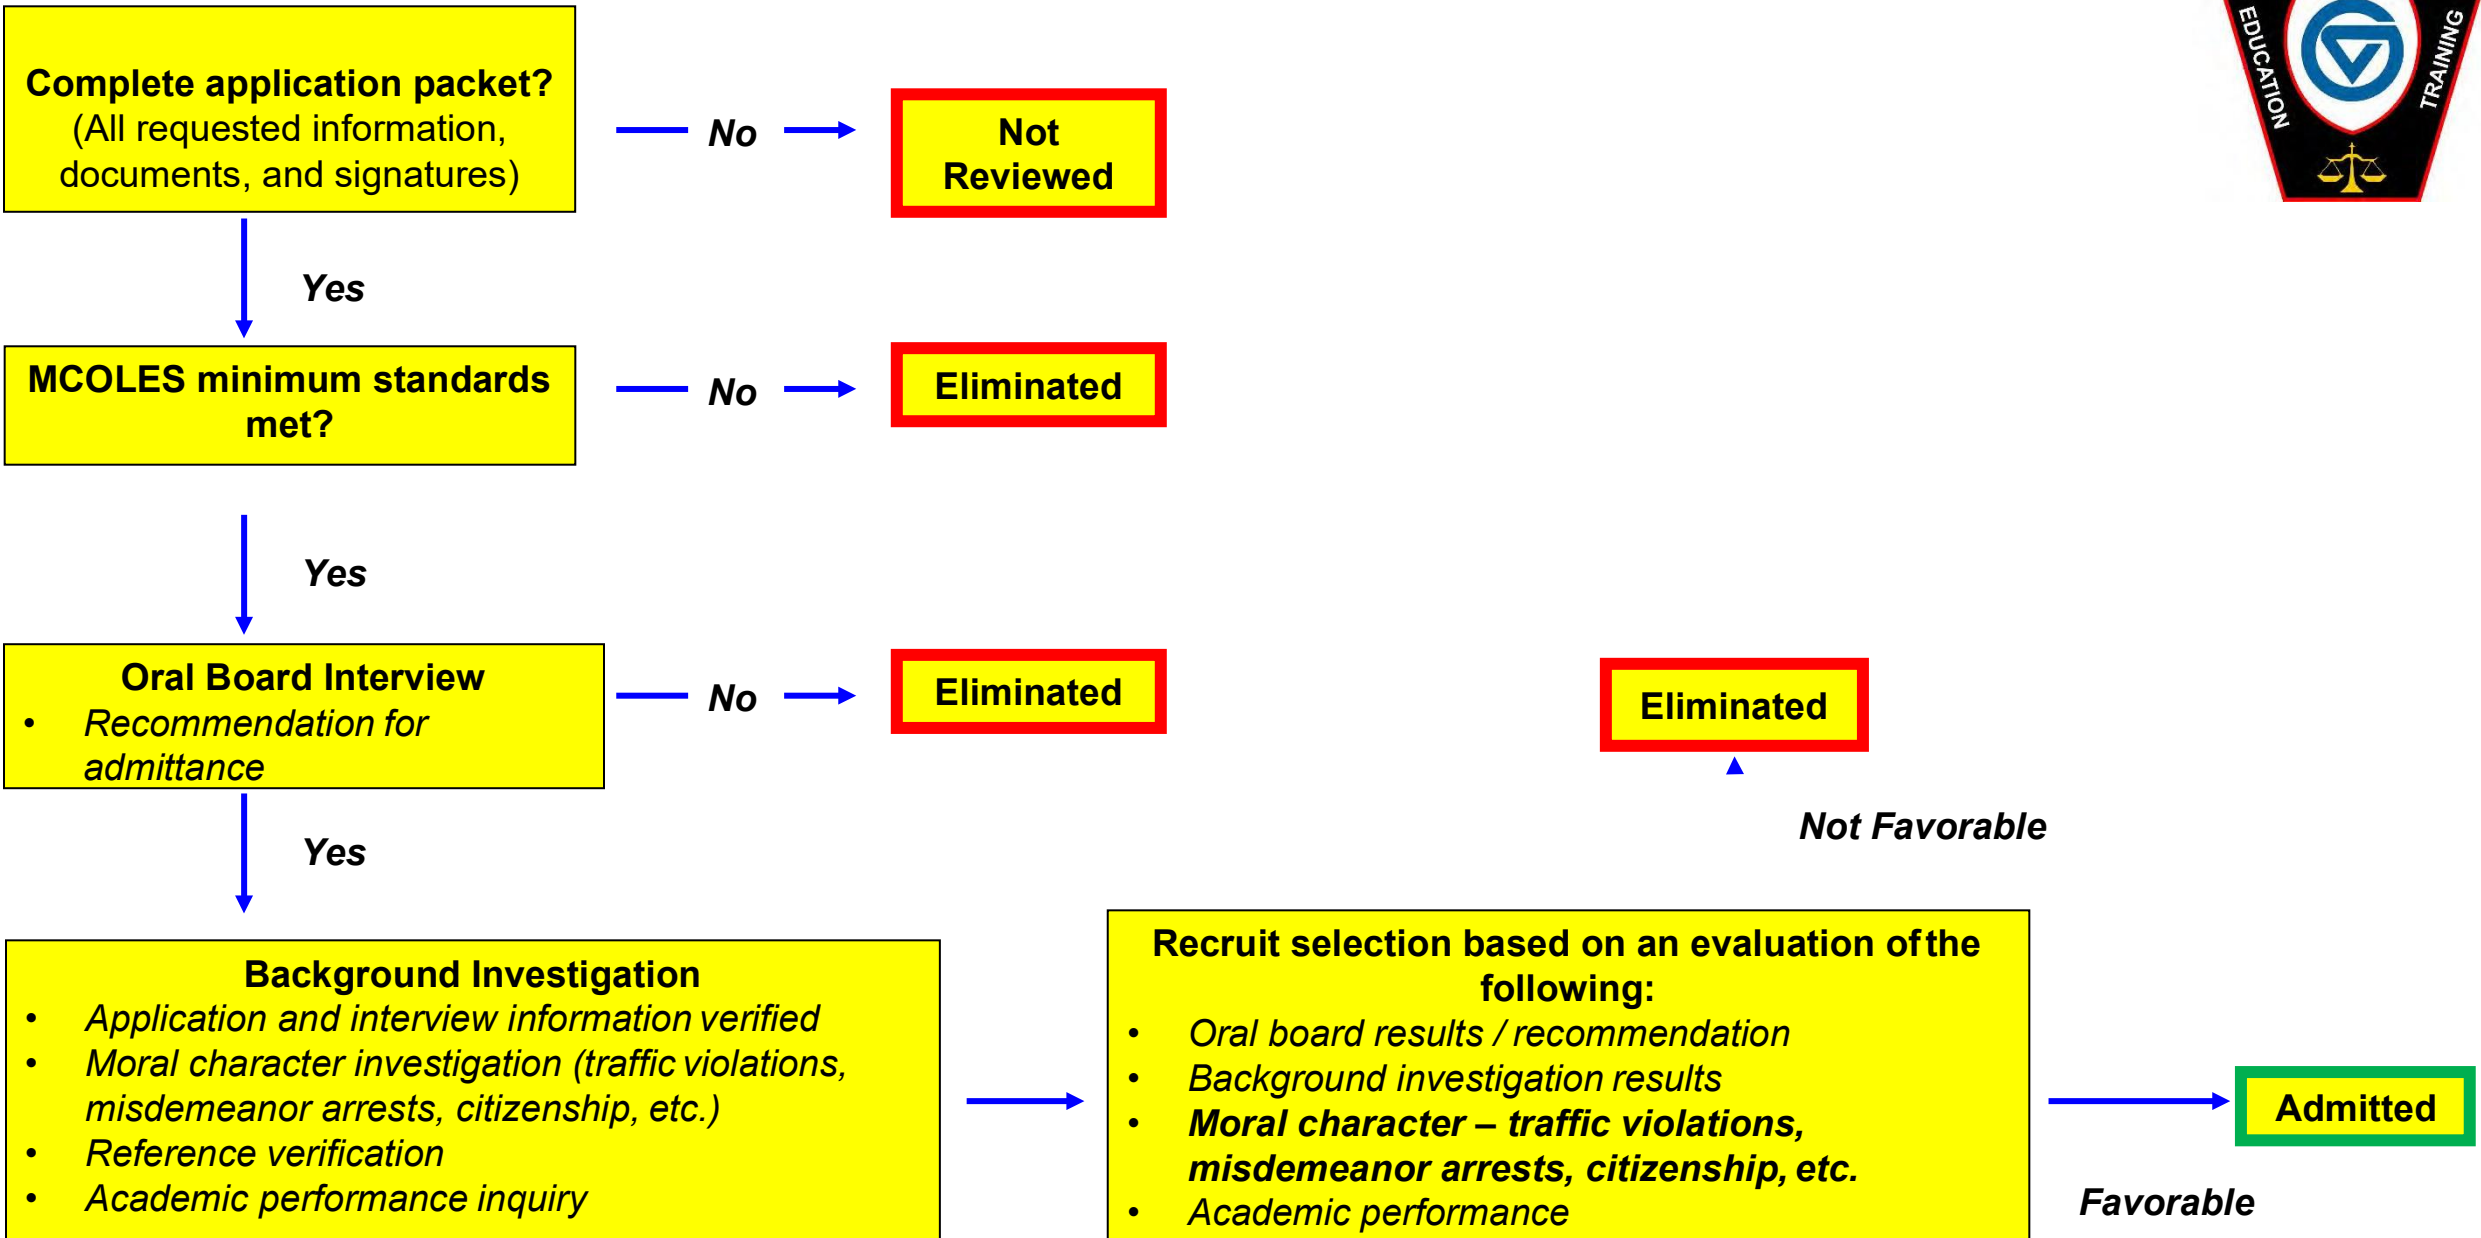 EDUCATION
TRAINING
Complete application packet?
(All requested information,
documents, and signatures)
No
Not
Reviewed
Yes
MCOLES minimum standards
met?
No
Eliminated
Yes
Oral Board Interview
• Recommendation for
admittance
No
Eliminated
Eliminated
Not Favorable
Yes
Background Investigation
• Application and interview information verified
• Moral character investigation (traffic violations,
misdemeanor arrests, citizenship, etc.)
• Reference verification
• Academic performance inquiry
Recruit selection based on an evaluation of the
following:
• Oral board results / recommendation
• Background investigation results
• Moral character – traffic violations,
misdemeanor arrests, citizenship, etc.
• Academic performance
Admitted
Favorable